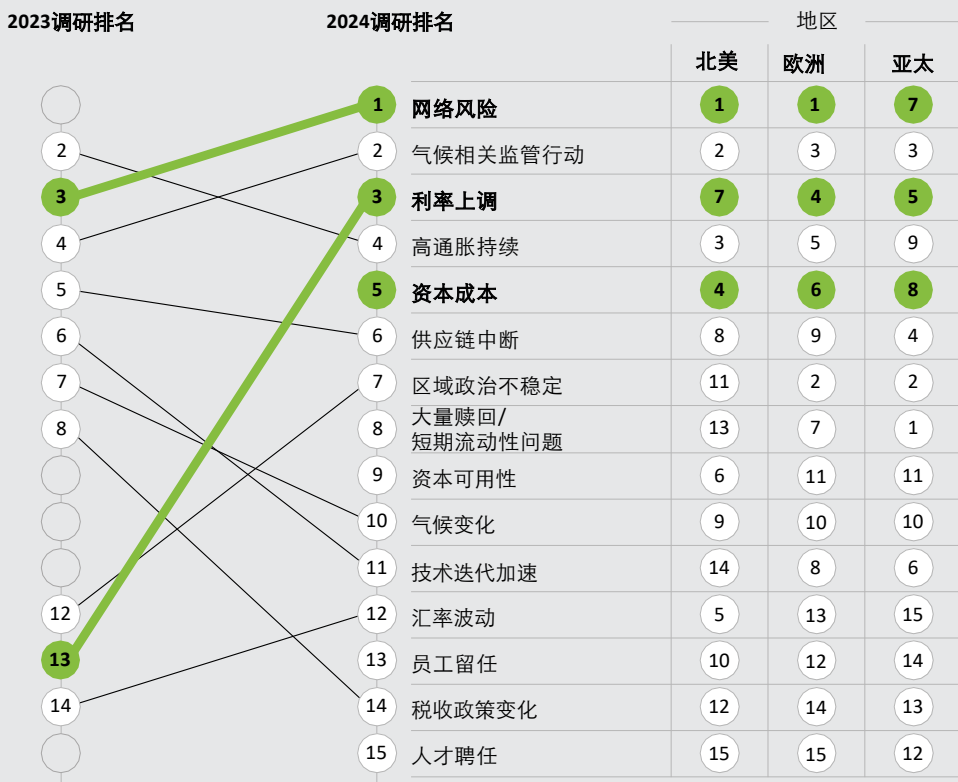 2023调研排名 2024调研排名 地区
北美 欧洲 亚太
1 网络风险 1 1 7
2 2 气候相关监管行动 2 3 3
3 3 利率上调 7 4 5
4 4 高通胀持续 3 5 9
5 5 资本成本 4 6 8
6 6 供应链中断 8 9 4
7 7 区域政治不稳定 11 2 2
8 8 大量赎回/
短期流动性问题 13 7 1
9 资本可用性 6 11 11
10 气候变化 9 10 10
11 技术迭代加速 14 8 6
12 12 汇率波动 5 13 15
13 13 员工留任 10 12 14
14 14 税收政策变化 12 14 13
15 人才聘任 15 15 12